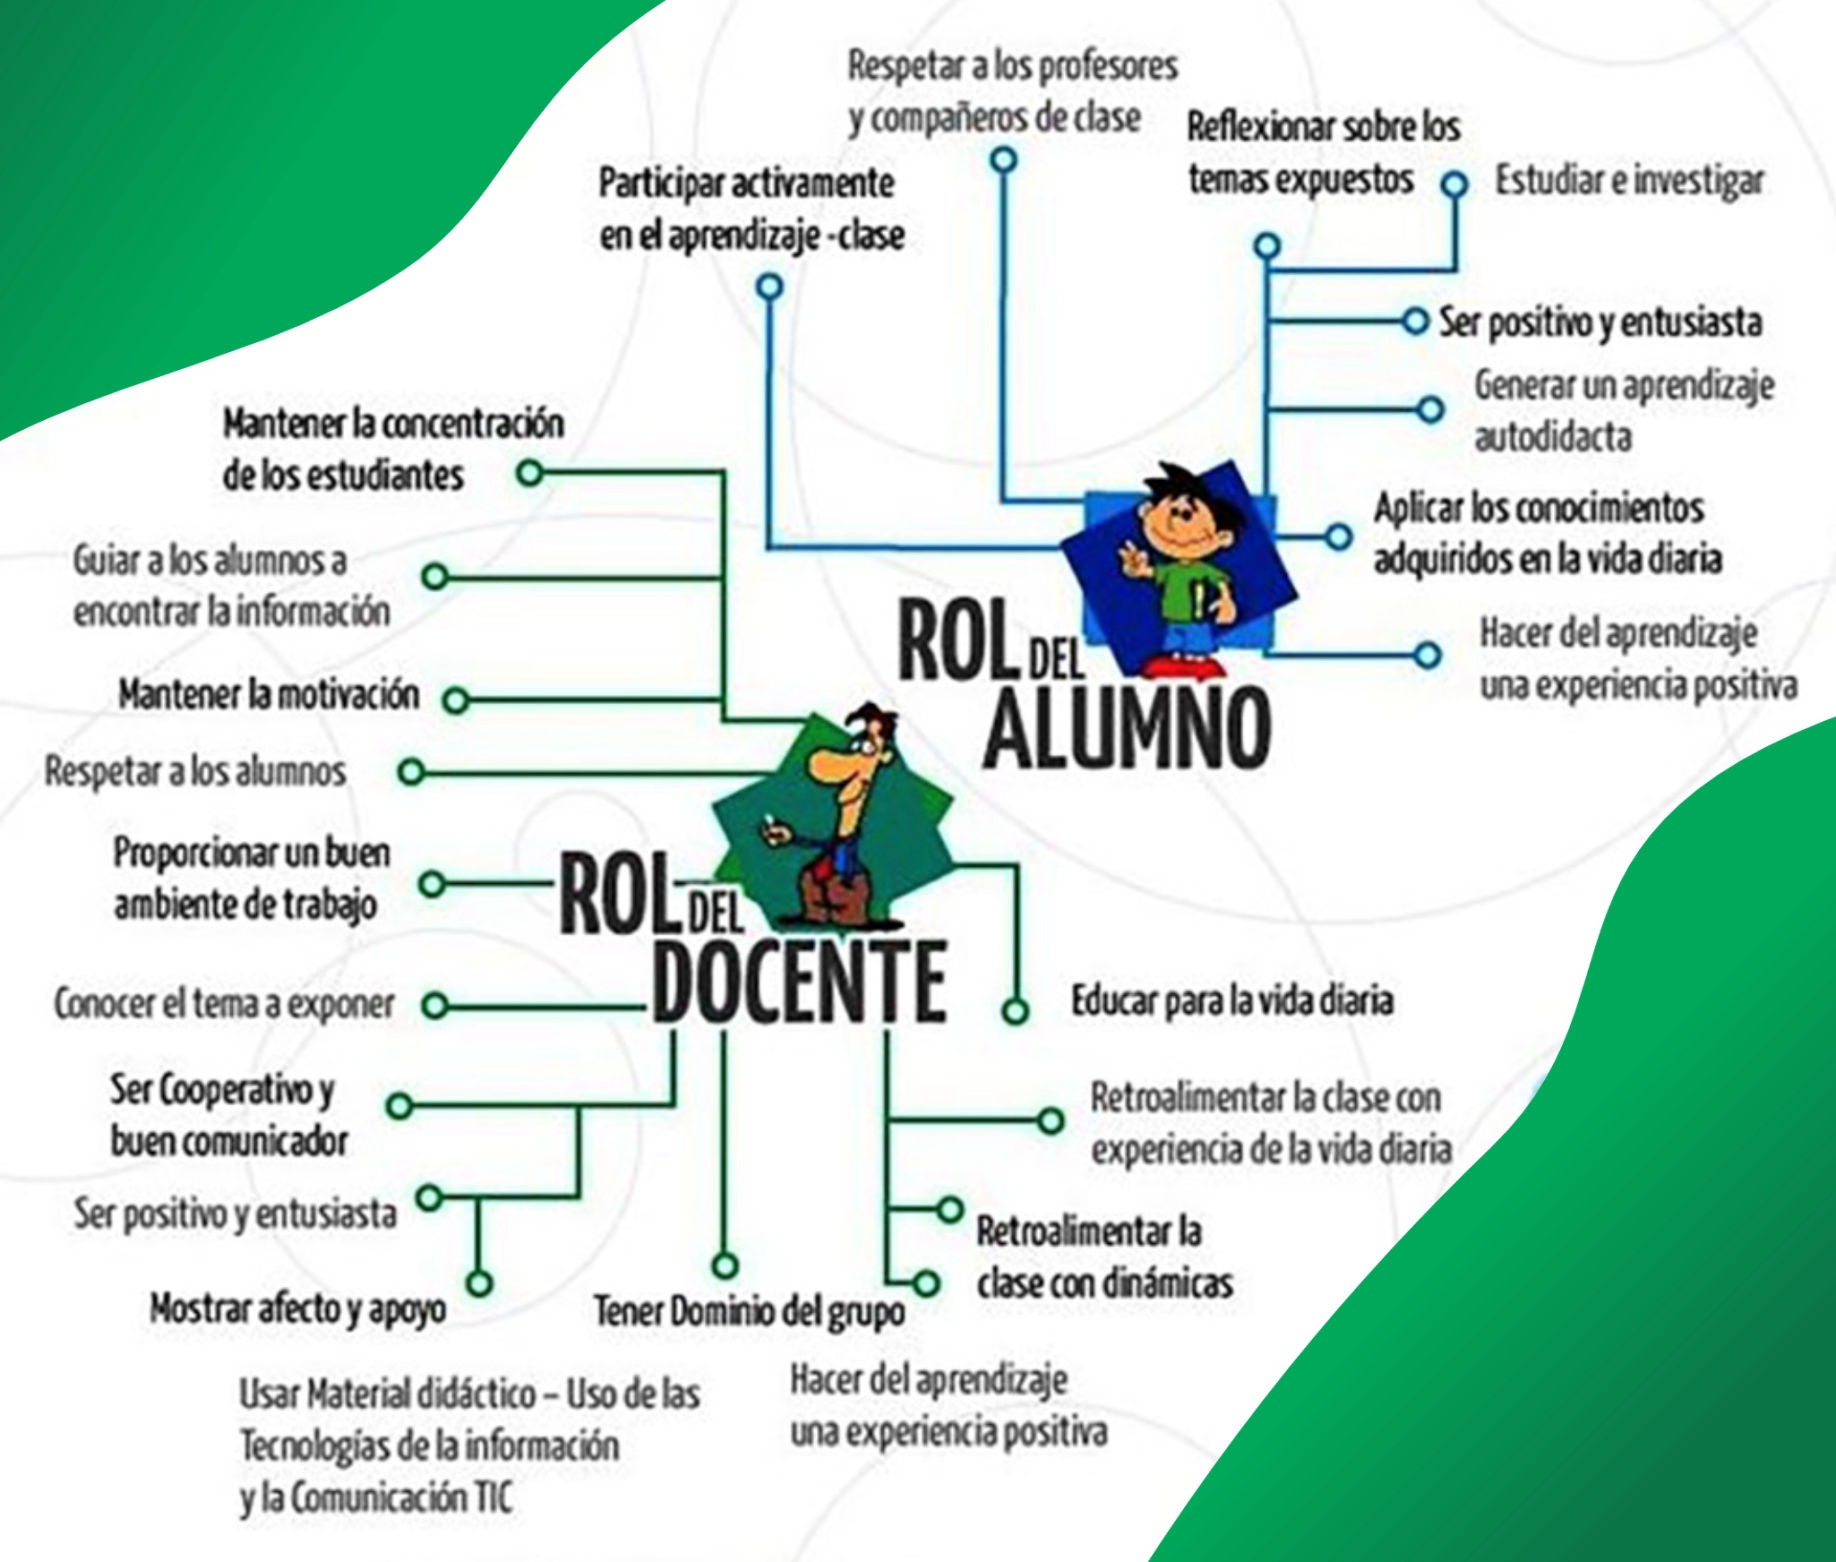 Respetar a los profesores
y compañeros de clase
Reflexionar sobre los
temas expuestos
Estudiar e investigar
Participar activamente
en el aprendizaje -clase
Ser positivo y entusiasta
Generar un aprendizaje
autodidacta
Aplicar los conocimientos
adquiridos en la vida diaria
Hacer del aprendizaje
una experiencia positiva
ROL DEL
ALUMNO
Mantener la concentración
de los estudiantes
Guiar a los alumnos a
encontrar la información
Mantener la motivación
Respetar a los alumnos
Proporcionar un buen
ambiente de trabajo
ROL DEL
DOCENTE
Conocer el tema a exponer
Ser Cooperativo y
buen comunicador
Ser positivo y entusiasta
Mostrar afecto y apoyo
Tener Dominio del grupo
Educar para la vida diaria
Retroalimentar la clase con
experiencia de la vida diaria
Retroalimentar la
clase con dinámicas
Usar Material didáctico – Uso de las
Tecnologías de la información
y la Comunicación TIC
Hacer del aprendizaje
una experiencia positiva